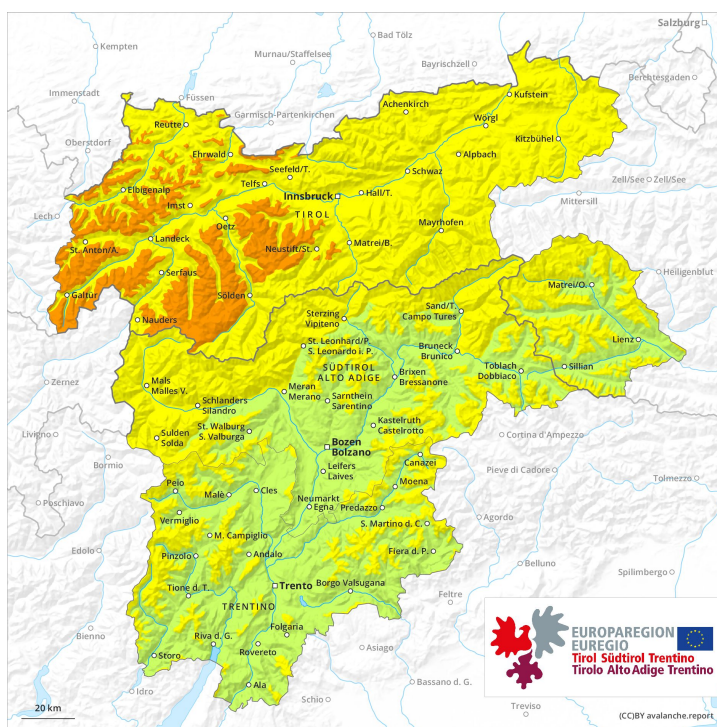 Salzburg
Kempten
Bad Tölz
Murnau/Staffelsee
Bayrischzell
Berchtesgaden
Immenstadt
Füssen
Kufstein
Achenkirch
Garmisch-Partenkirchen
Reutte
Wörgl
Kitzbühel
Oberstdorf
Ehrwald
Alpbach
Seefeld/T.
Schwaz
Zell/See
Zell/See
Elbigenalp
Telfs
Innsbruck
Hall/T.
Mittersill
Lech
Imst
TIROL
Oetz
Mayrhofen
St. Anton/A.
Landeck
Neustift/St.
Matrei/B.
Serfaus
Heiligenblut
Galtür
Sölden
Matrei/O.
Nauders
Sterzing
Vipiteno
Sand/T.
Campo Tures
Lienz
St. Leonhard/P.
S. Leonardo i. P.
Bruneck
Brunico
SÜDTIROL
ALTO ADIGE
Toblach
Dobbiaco
Sillian
Zernez
Mals
Malles V.
Meran
Merano
Brixen
Bressanone
Schlanders
Silandro
Sarnthein
Sarentino
St. Walburg
S. Valburga
Kastelruth
Castelrotto
Livigno
Sulden
Solda
Bozen
Bolzano
Cortina d'Ampezzo
Bormio
Leifers
Laives
Canazei
Pieve di Cadore
Tolmezzo
Poschiavo
Peio
Malè
Cles
Neumarkt
Egna
Moena
Predazzo
Vermiglio
Agordo
S. Martino d. C.
Edolo
M. Campiglio
Pinzolo
Andalo
Fiera d. P.
Belluno
Spilimbergo
Tione d. T.
Trento
Borgo Valsugana
Feltre
TRENTINO
Bienno
Folgaria
Riva d. G.
Rovereto
Asiago
Storo
Idro
Ala
Schio
Bassano d. G.
Treviso
EUROPAREGION
EUREGIO
Tirol Südtirol Trentino
Tirolo Alto Adige Trentino
20 km
(CC)BY avalanche.report